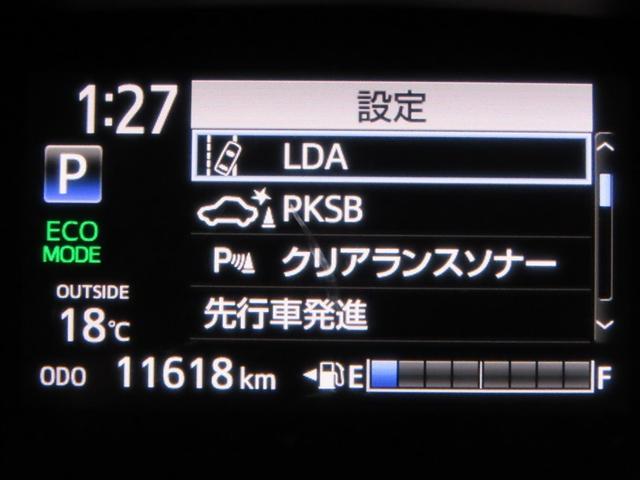 1:27
設定
P
LDA
PKSB
ECO
MODE
P クリアランスソナー
OUTSIDE
18℃
先行車発進
ODO 11618 km E F